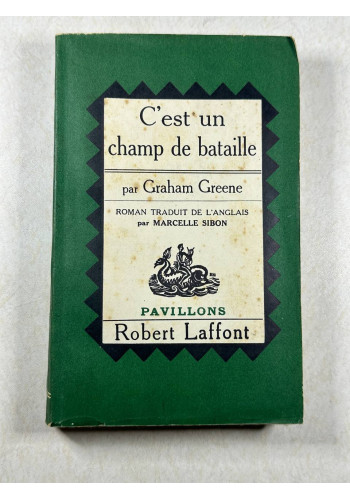 C'est un
champ de bataille
par Graham Greene
ROMAN TRADUIT DE L'ANGLAIS
par MARCELLE SIBON
PAVILLONS
Robert Laffont